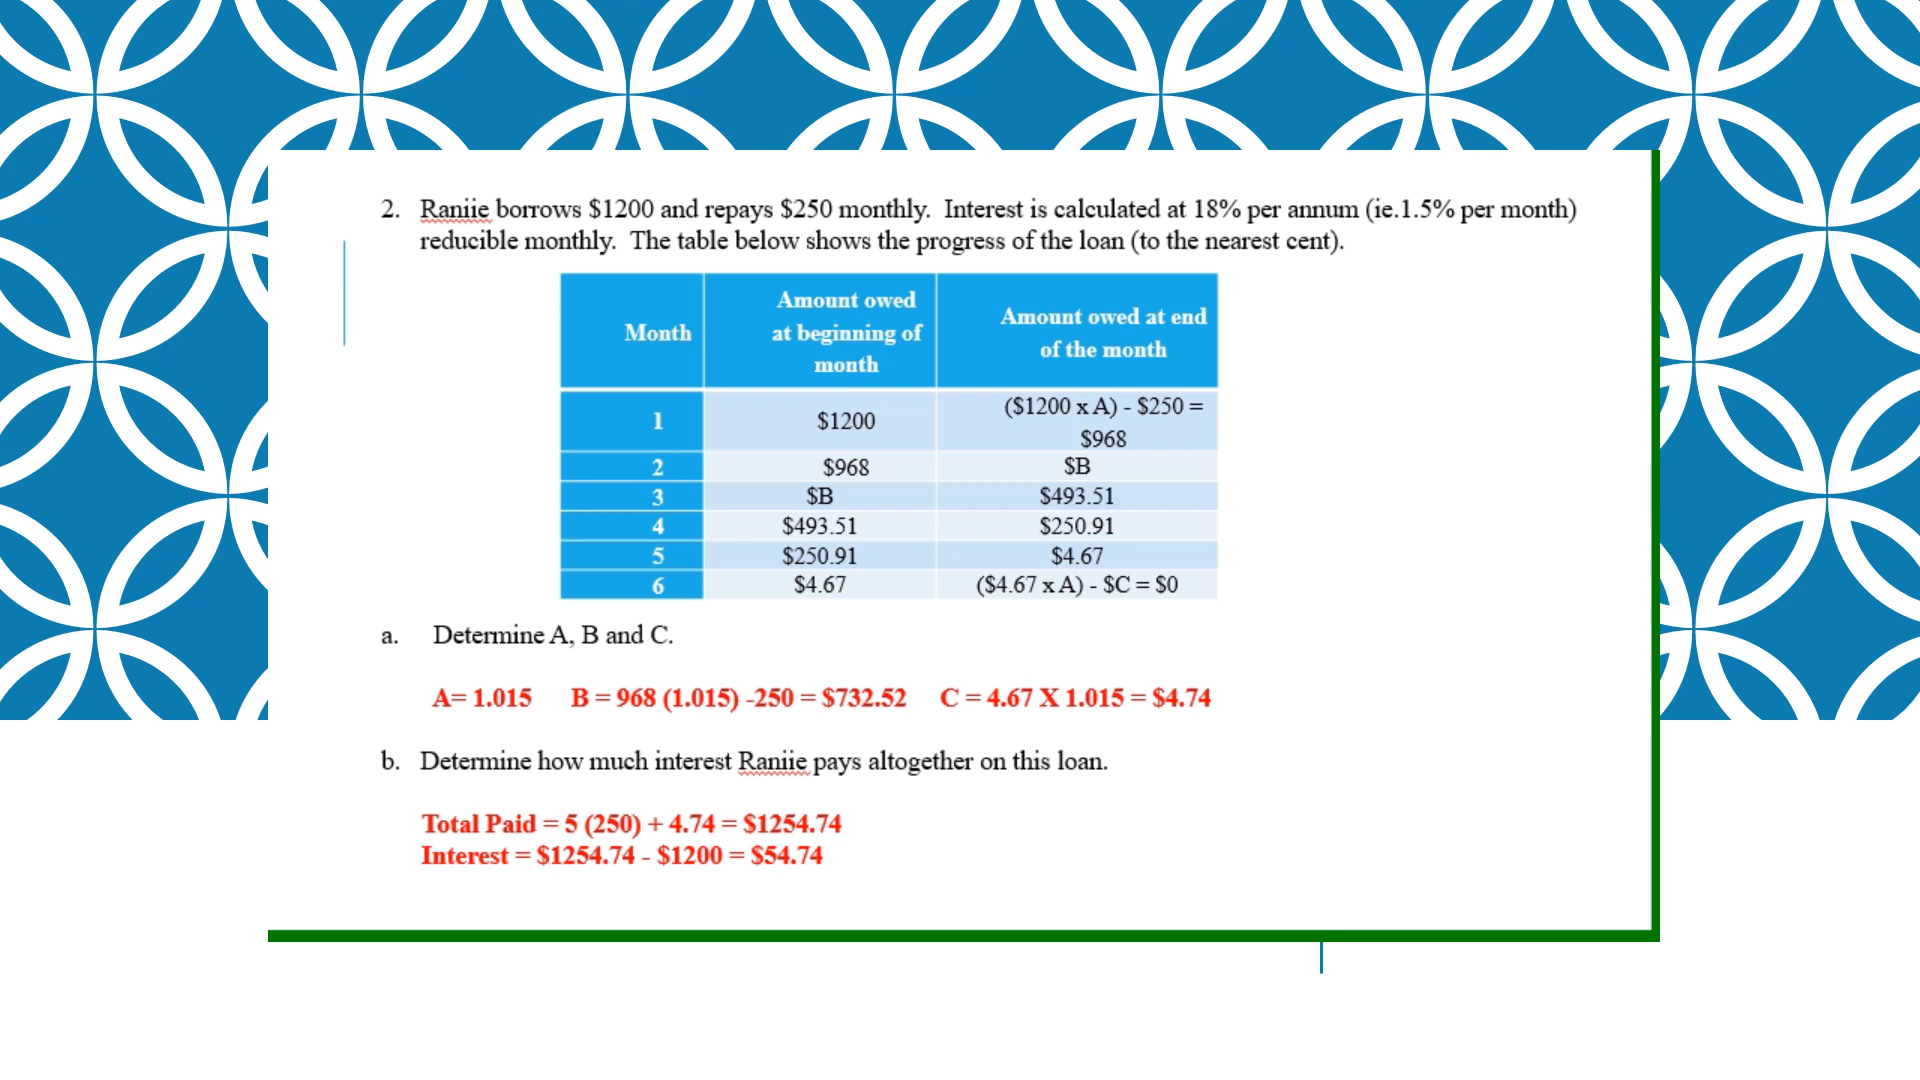 2. Raniie borrows $1200 and repays $250 monthly. Interest is calculated at 18% per annum (ie.1.5% per month)
reducible monthly. The table below shows the progress of the loan (to the nearest cent).
Month
Amount owed
at beginning of
month
Amount owed at end
of the month
1 $1200 ($1200 x A) - $250 =
$968
2 $968 $B
3 $B $493.51
4 $493.51 $250.91
5 $250.91 $4.67
6 $4.67 ($4.67 x A) - $C = $0
a. Determine A, B and C.
A= 1.015 B = 968 (1.015) -250 = $732.52 C = 4.67 X 1.015 = $4.74
b. Determine how much interest Raniie pays altogether on this loan.
Total Paid = 5 (250) + 4.74 = $1254.74
Interest = $1254.74 - $1200 = $54.74